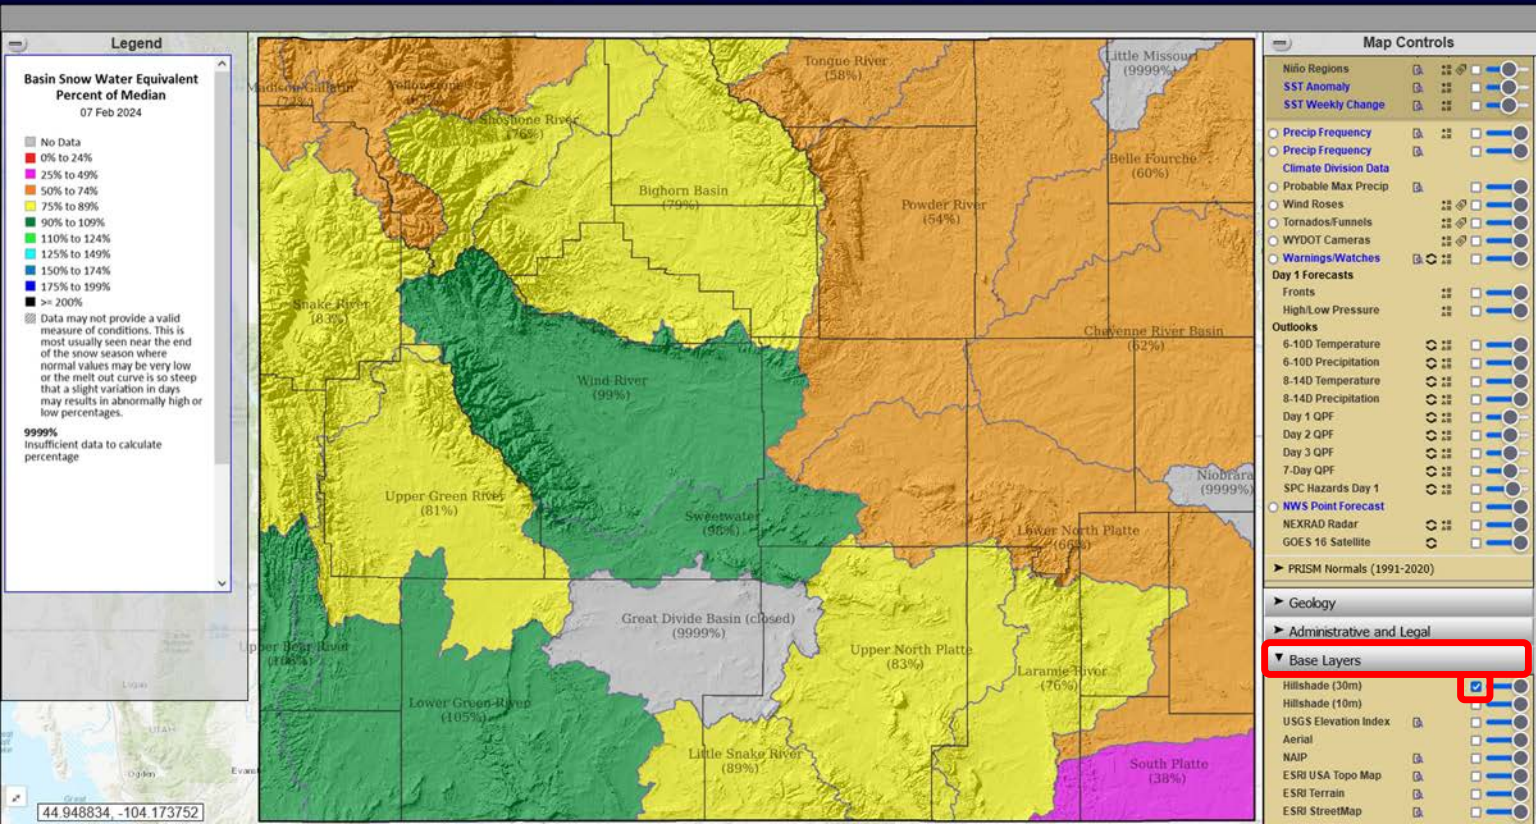 Legend
Basin Snow Water Equivalent
Percent of Median
07 Feb 2024
No Data
0% to 24%
25% to 49%
50% to 74%
75% to 89%
90% to 109%
110% to 124%
125% to 149%
150% to 174%
175% to 199%
>= 200%
Data may not provide a valid
measure of conditions. This is
most usually seen near the end
of the snow season where
normal values may be very low
or the melt out curve is so steep
that a slight variation in days
may results in abnormally high or
low percentages.
9999%
Insufficient data to calculate
percentage
Madison-Gallatin
(72%)
Yellowstone
Shoshone River
(76%)
Tongue River
(58%)
Little Missouri
(9999%)
Bighorn Basin
(79%)
Powder River
(54%)
Belle Fourche
(60%)
Snake River
(83%)
Cheyenne River Basin
(62%)
Wind River
(99%)
Upper Green River
(81%)
Sweetwater
(98%)
Niobrara
(9999%)
Lower North Platte
(66%)
Great Divide Basin (closed)
(9999%)
Upper Bear River
Upper North Platte
(83%)
Laramie River
(76%)
Lower Green River
(105%)
Little Snake River
(89%)
South Platte
(38%)
Logan
UTAH
Ogden
Evans
Great
44.948834, -104.173752
Map Controls
Niño Regions
SST Anomaly
SST Weekly Change
Precip Frequency
Precip Frequency
Climate Division Data
Probable Max Precip
Wind Roses
Tornados/Funnels
WYDOT Cameras
Warnings/Watches
Day 1 Forecasts
Fronts
High/Low Pressure
Outlooks
6-10D Temperature
6-10D Precipitation
8-14D Temperature
8-14D Precipitation
Day 1 QPF
Day 2 QPF
Day 3 QPF
7-Day QPF
SPC Hazards Day 1
NWS Point Forecast
NEXRAD Radar
GOES 16 Satellite
PRISM Normals (1991-2020)
Geology
Administrative and Legal
Base Layers
Hillshade (30m)
Hillshade (10m)
USGS Elevation Index
Aerial
NAIP
ESRI USA Topo Map
ESRI Terrain
ESRI StreetMap